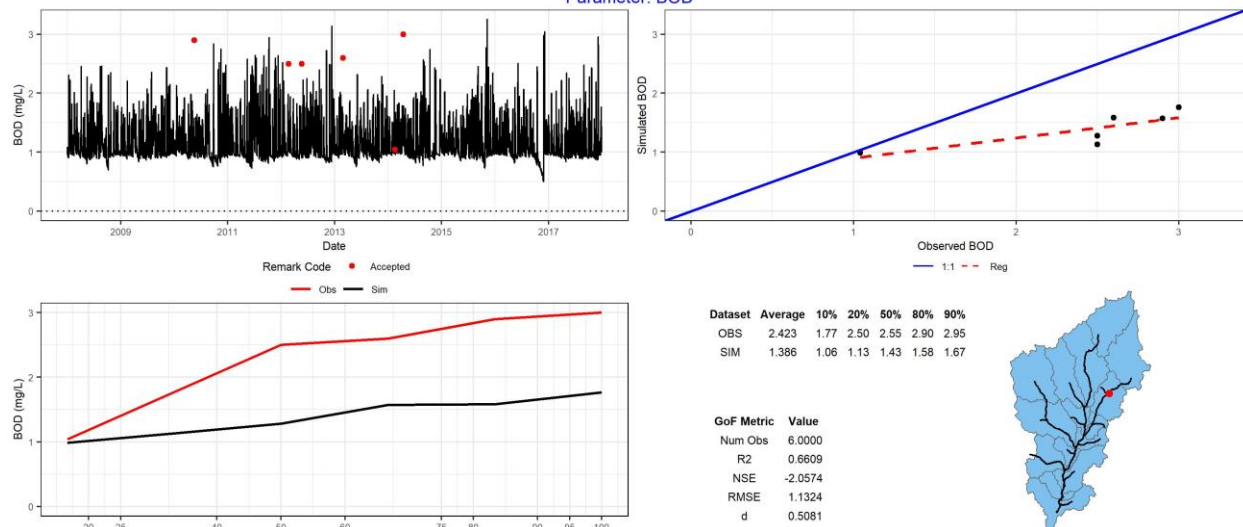 Parameter: BOD
BOD (mg/L)
3
2
1
0
2009 2011 2013 2015 2017
Date
Remark Code Accepted
Simulated BOD
3
2
1
0
0 1 2 3
Observed BOD
1:1 Reg
Obs Sim
BOD (mg/L)
3
2
1
0
20 25 50 60 75 80 90 95 100
Dataset Average 10% 20% 50% 80% 90%
OBS 2.423 1.77 2.50 2.55 2.90 2.95
SIM 1.386 1.06 1.13 1.43 1.58 1.67
GoF Metric Value
Num Obs 6.0000
R2 0.6609
NSE -2.0574
RMSE 1.1324
d 0.5081